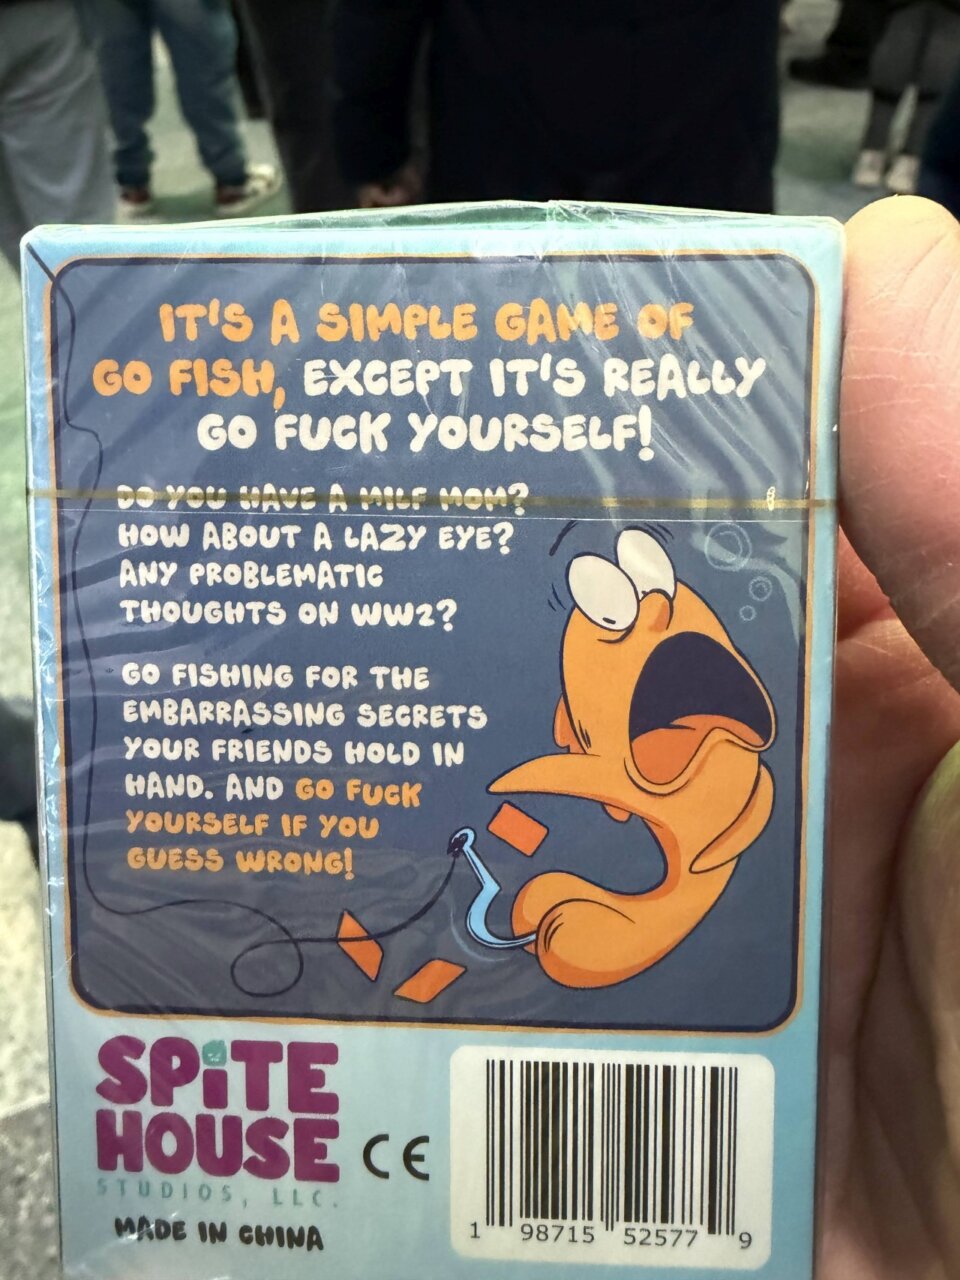 IT'S A SIMPLE GAME OF
GO FISH, EXCEPT IT'S REALLY
GO FUCK YOURSELF!
DO YOU HAVE A MILF MOM?
HOW ABOUT A LAZY EYE?
ANY PROBLEMATIC
THOUGHTS ON WW2?
GO FISHING FOR THE
EMBARRASSING SECRETS
YOUR FRIENDS HOLD IN
HAND. AND GO FUCK
YOURSELF IF YOU
GUESS WRONG!
SPiTE
HOUSE
STUDIOS, LLC.
CE
MADE IN CHINA
1 98715 52577 9